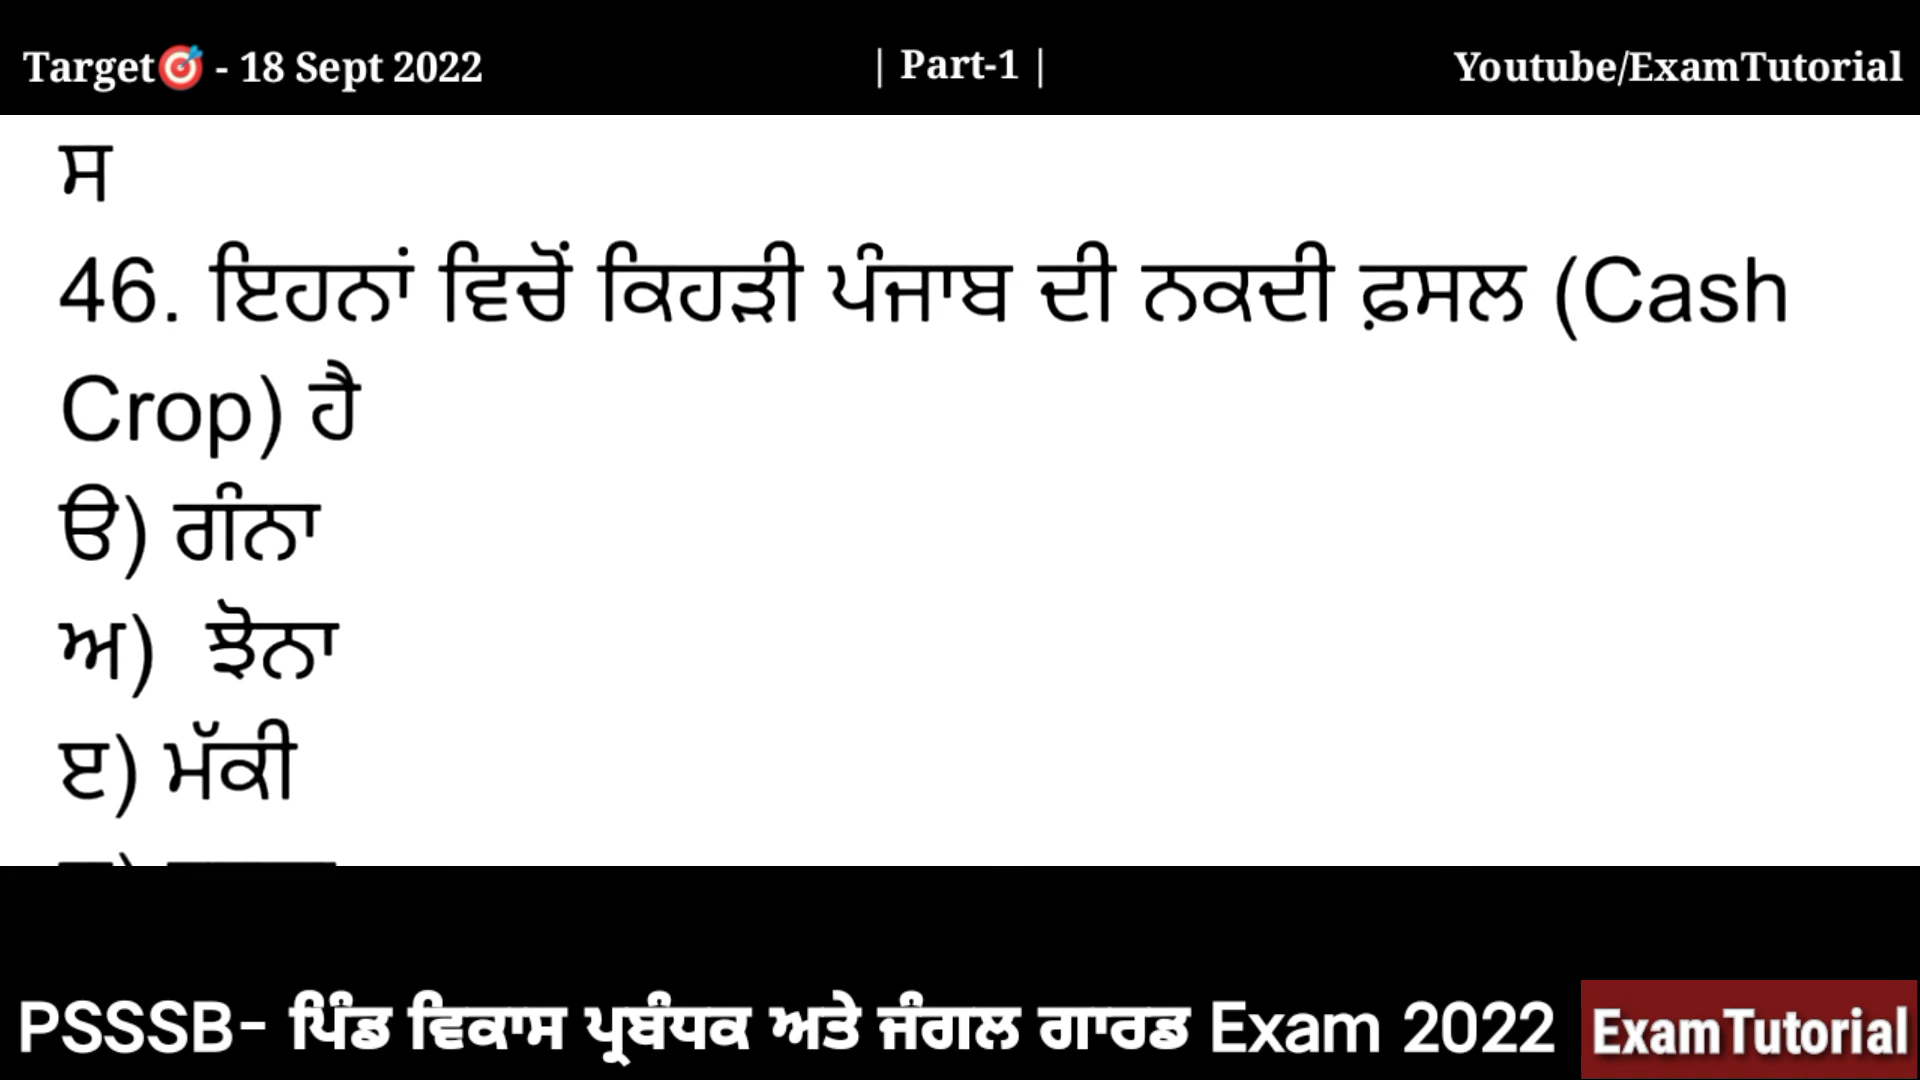 Target🎯 - 18 Sept 2022
| Part-1 |
Youtube/ExamTutorial
ਸ
46. ਇਹਨਾਂ ਵਿਚੋਂ ਕਿਹੜੀ ਪੰਜਾਬ ਦੀ ਨਕਦੀ ਫ਼ਸਲ (Cash
Crop) ਹੈ
ੳ) ਗੰਨਾ
ਅ) ਝੋਨਾ
ੲ) ਮੱਕੀ
PSSSB- ਪਿੰਡ ਵਿਕਾਸ ਪ੍ਰਬੰਧਕ ਅਤੇ ਜੰਗਲ ਗਾਰਡ Exam 2022
ExamTutorial